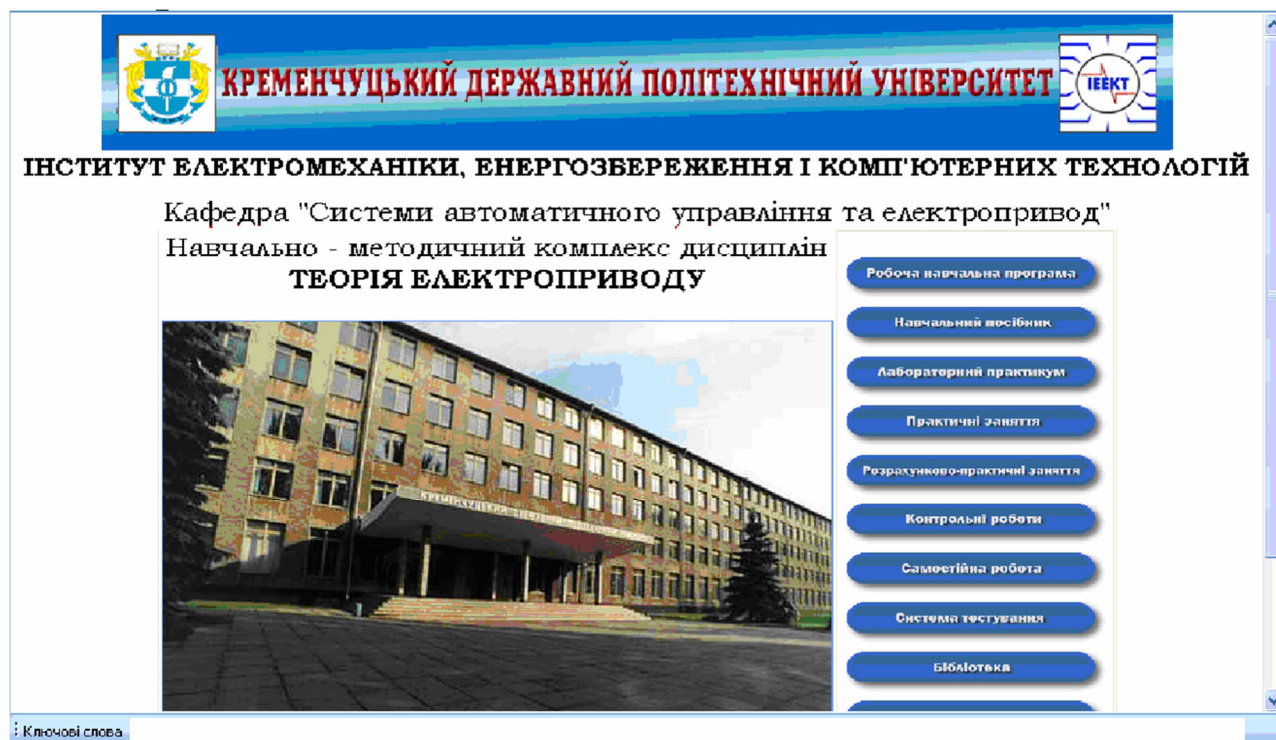 КРЕМЕНЧУЦЬКИЙ ДЕРЖАВНИЙ ПОЛІТЕХНІЧНИЙ УНІВЕРСИТЕТ
ІЕЕКТ
ІНСТИТУТ ЕЛЕКТРОМЕХАНІКИ, ЕНЕРГОЗБЕРЕЖЕННЯ І КОМП'ЮТЕРНИХ ТЕХНОЛОГІЙ
Кафедра "Системи автоматичного управління та електропривод"
Навчально - методичний комплекс дисциплін
ТЕОРІЯ ЕЛЕКТРОПРИВОДУ
Робоча навчальна програма
Навчальний посібник
Лабораторний практикум
Практичні заняття
Розрахунково-практичні заняття
Контрольні роботи
Самостійна робота
Система тестування
Бібліотека
КРЕМЕНЧУЦЬКИЙ
Ключові слова